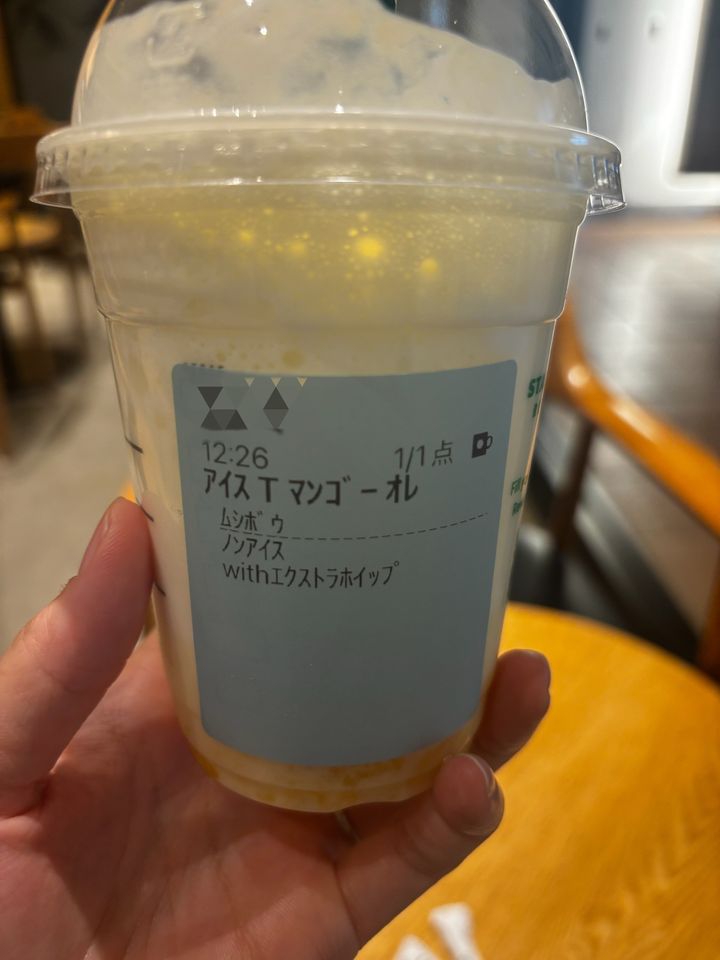 12:26 1/1点
アイス T マンゴーオレ
ムシボウ
ノンアイス
withエクストラホイップ
STA